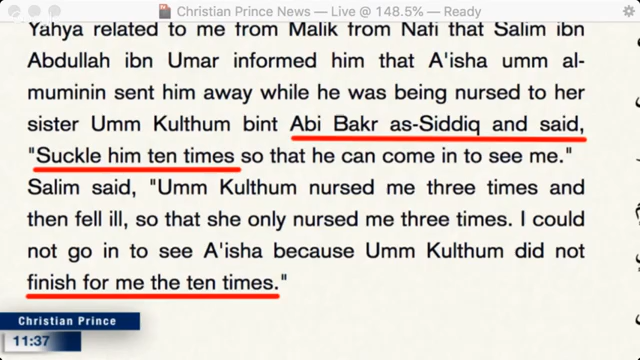 Christian Prince News — Live @ 148.5% — Ready
Yahya related to me from Malik from Nafi that Salim ibn
Abdullah ibn Umar informed him that A'isha umm al-
muminin sent him away while he was being nursed to her
sister Umm Kulthum bint Abi Bakr as-Siddiq and said,
"Suckle him ten times so that he can come in to see me."
Salim said, "Umm Kulthum nursed me three times and
then fell ill, so that she only nursed me three times. I could
not go in to see A'isha because Umm Kulthum did not
finish for me the ten times."
Christian Prince
11:37